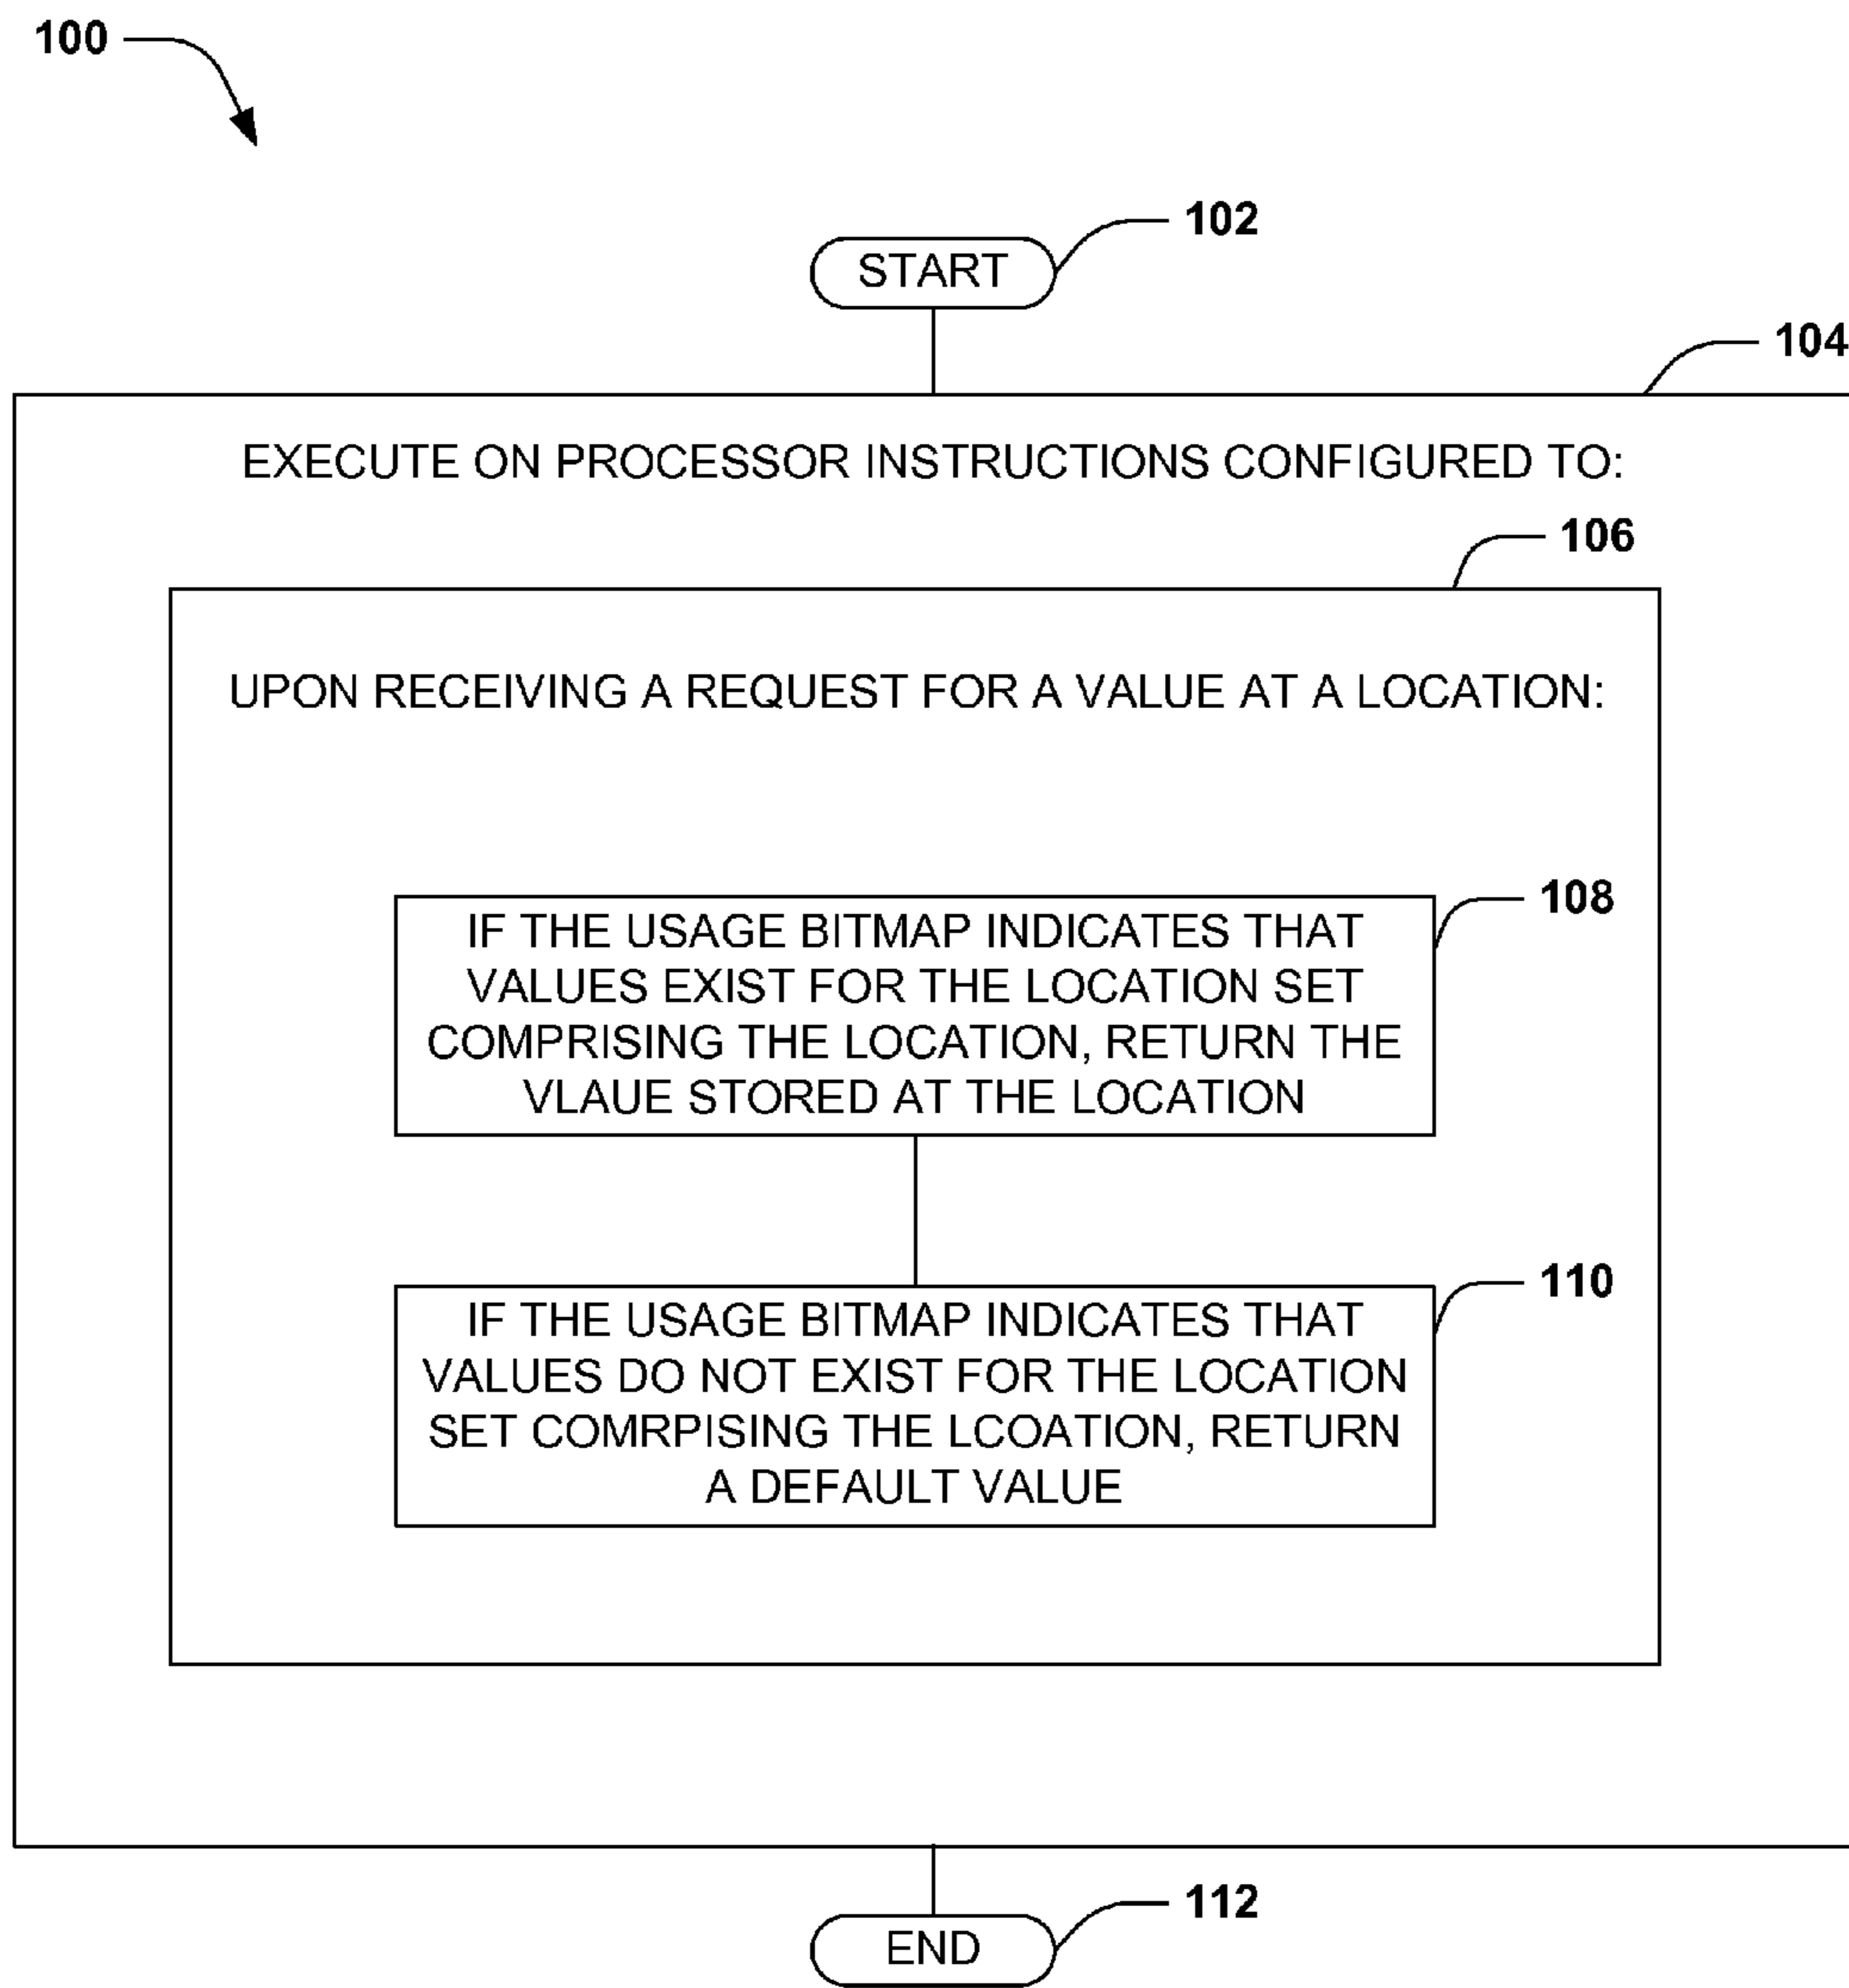 100
102
START
104
EXECUTE ON PROCESSOR INSTRUCTIONS CONFIGURED TO:
106
UPON RECEIVING A REQUEST FOR A VALUE AT A LOCATION:
108
IF THE USAGE BITMAP INDICATES THAT
VALUES EXIST FOR THE LOCATION SET
COMPRISING THE LOCATION, RETURN THE
VLAUE STORED AT THE LOCATION
110
IF THE USAGE BITMAP INDICATES THAT
VALUES DO NOT EXIST FOR THE LOCATION
SET COMRPISING THE LCOATION, RETURN
A DEFAULT VALUE
112
END